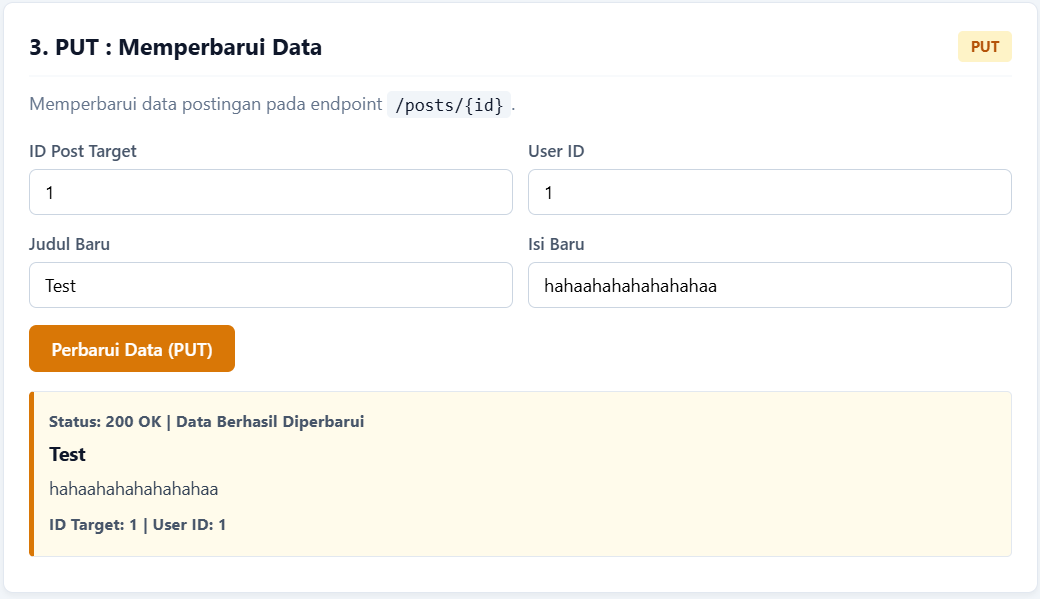 3. PUT : Memperbarui Data
PUT
Memperbarui data postingan pada endpoint /posts/{id}.
ID Post Target
User ID
1
1
Judul Baru
Isi Baru
Test
hahaahahahahahahaa
Perbarui Data (PUT)
Status: 200 OK | Data Berhasil Diperbarui
Test
hahaahahahahahahaa
ID Target: 1 | User ID: 1